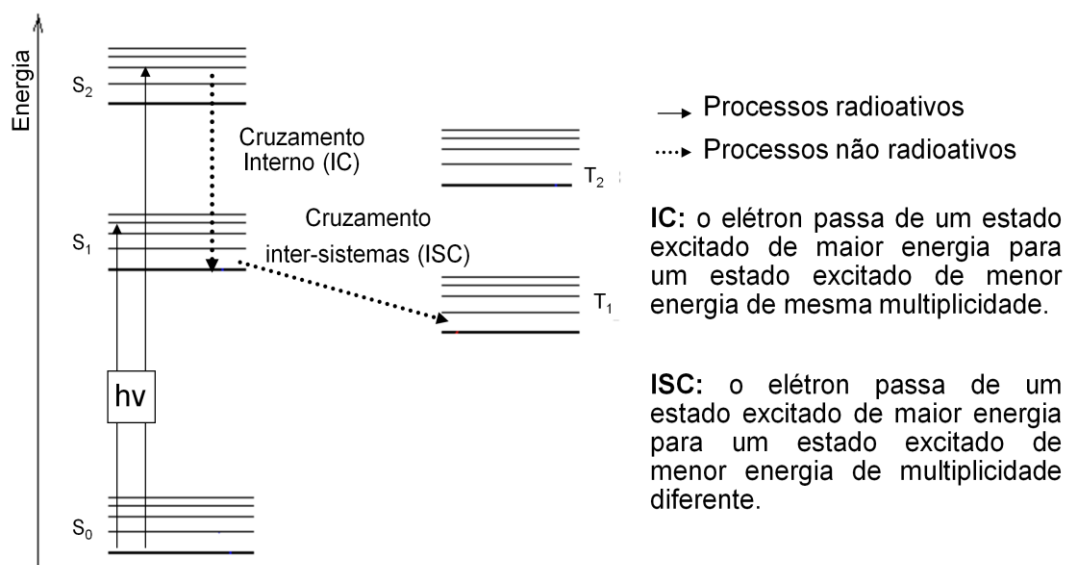 Energia
S2
Cruzamento
Interno (IC)
T2
S1
Cruzamento
inter-sistemas (ISC)
T1
hν
S0
Processos radioativos
Processos não radioativos
IC: o elétron passa de um estado
excitado de maior energia para
um estado excitado de menor
energia de mesma multiplicidade.
ISC: o elétron passa de um
estado excitado de maior energia
para um estado excitado de
menor energia de multiplicidade
diferente.